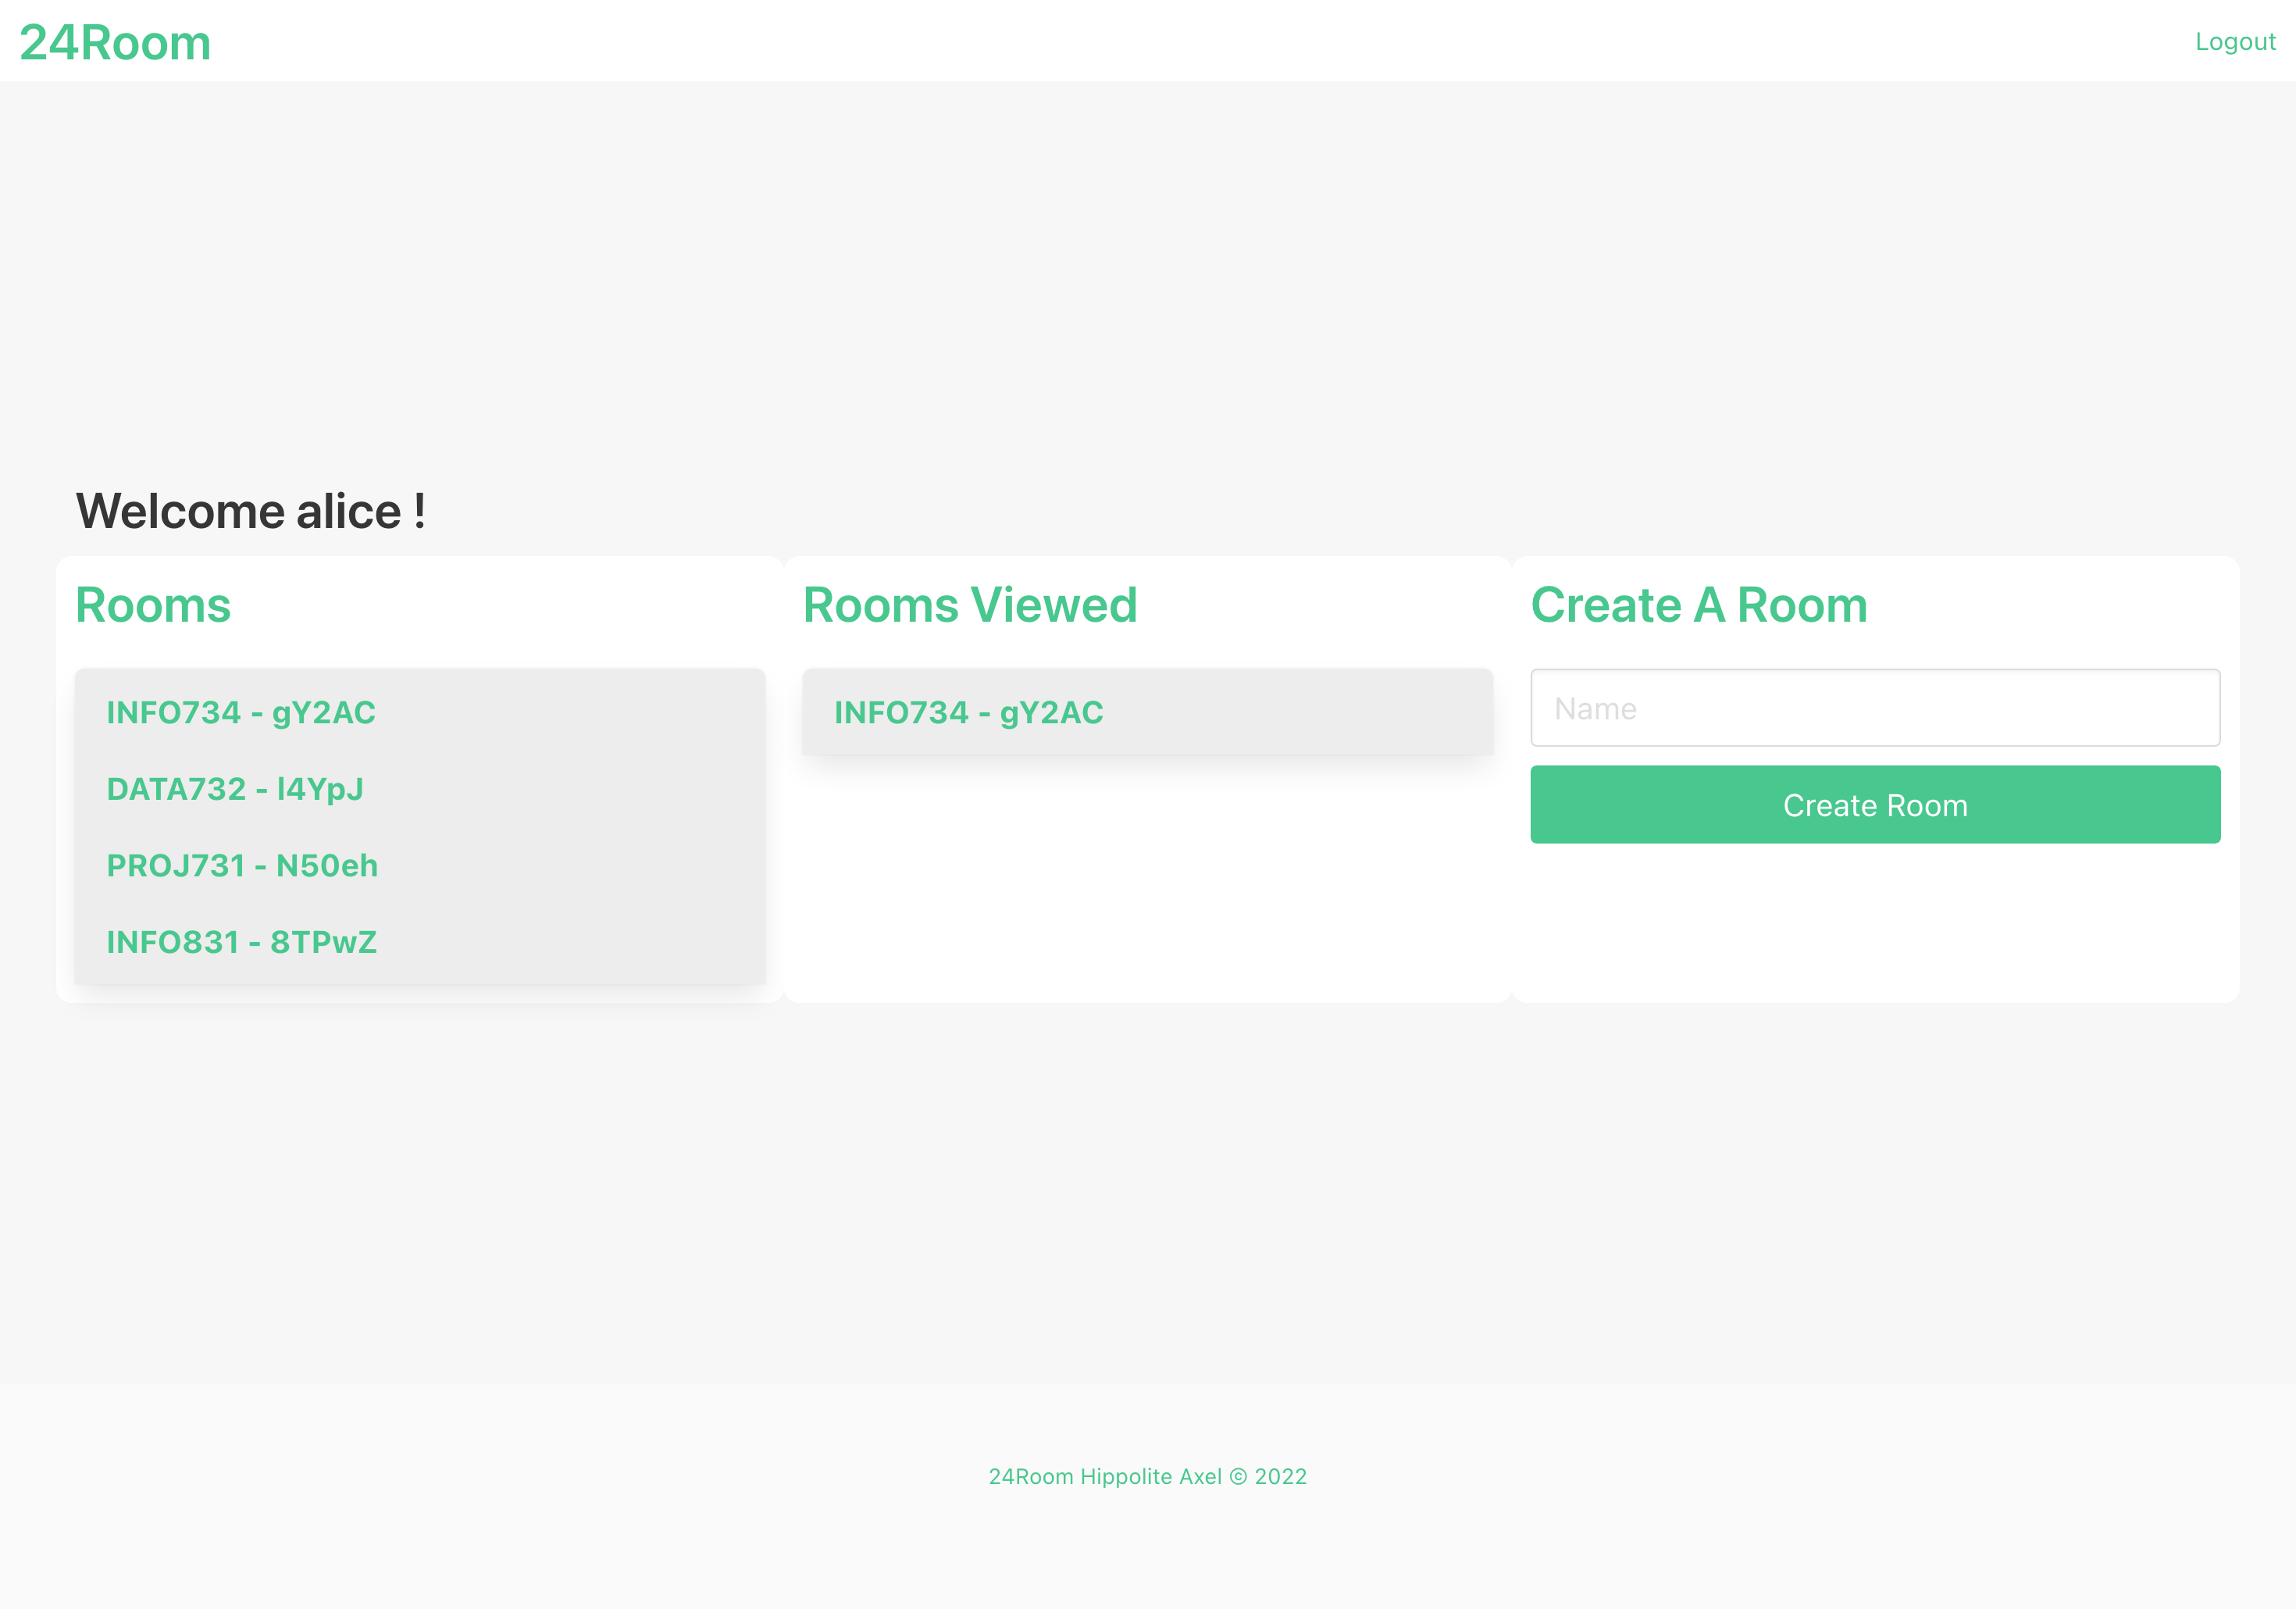 24Room
Logout
Welcome alice !
Rooms
INFO734 - gY2AC
DATA732 - l4YpJ
PROJ731 - N50eh
INFO831 - 8TPwZ
Rooms Viewed
INFO734 - gY2AC
Create A Room
Name
Create Room
24Room Hippolite Axel © 2022